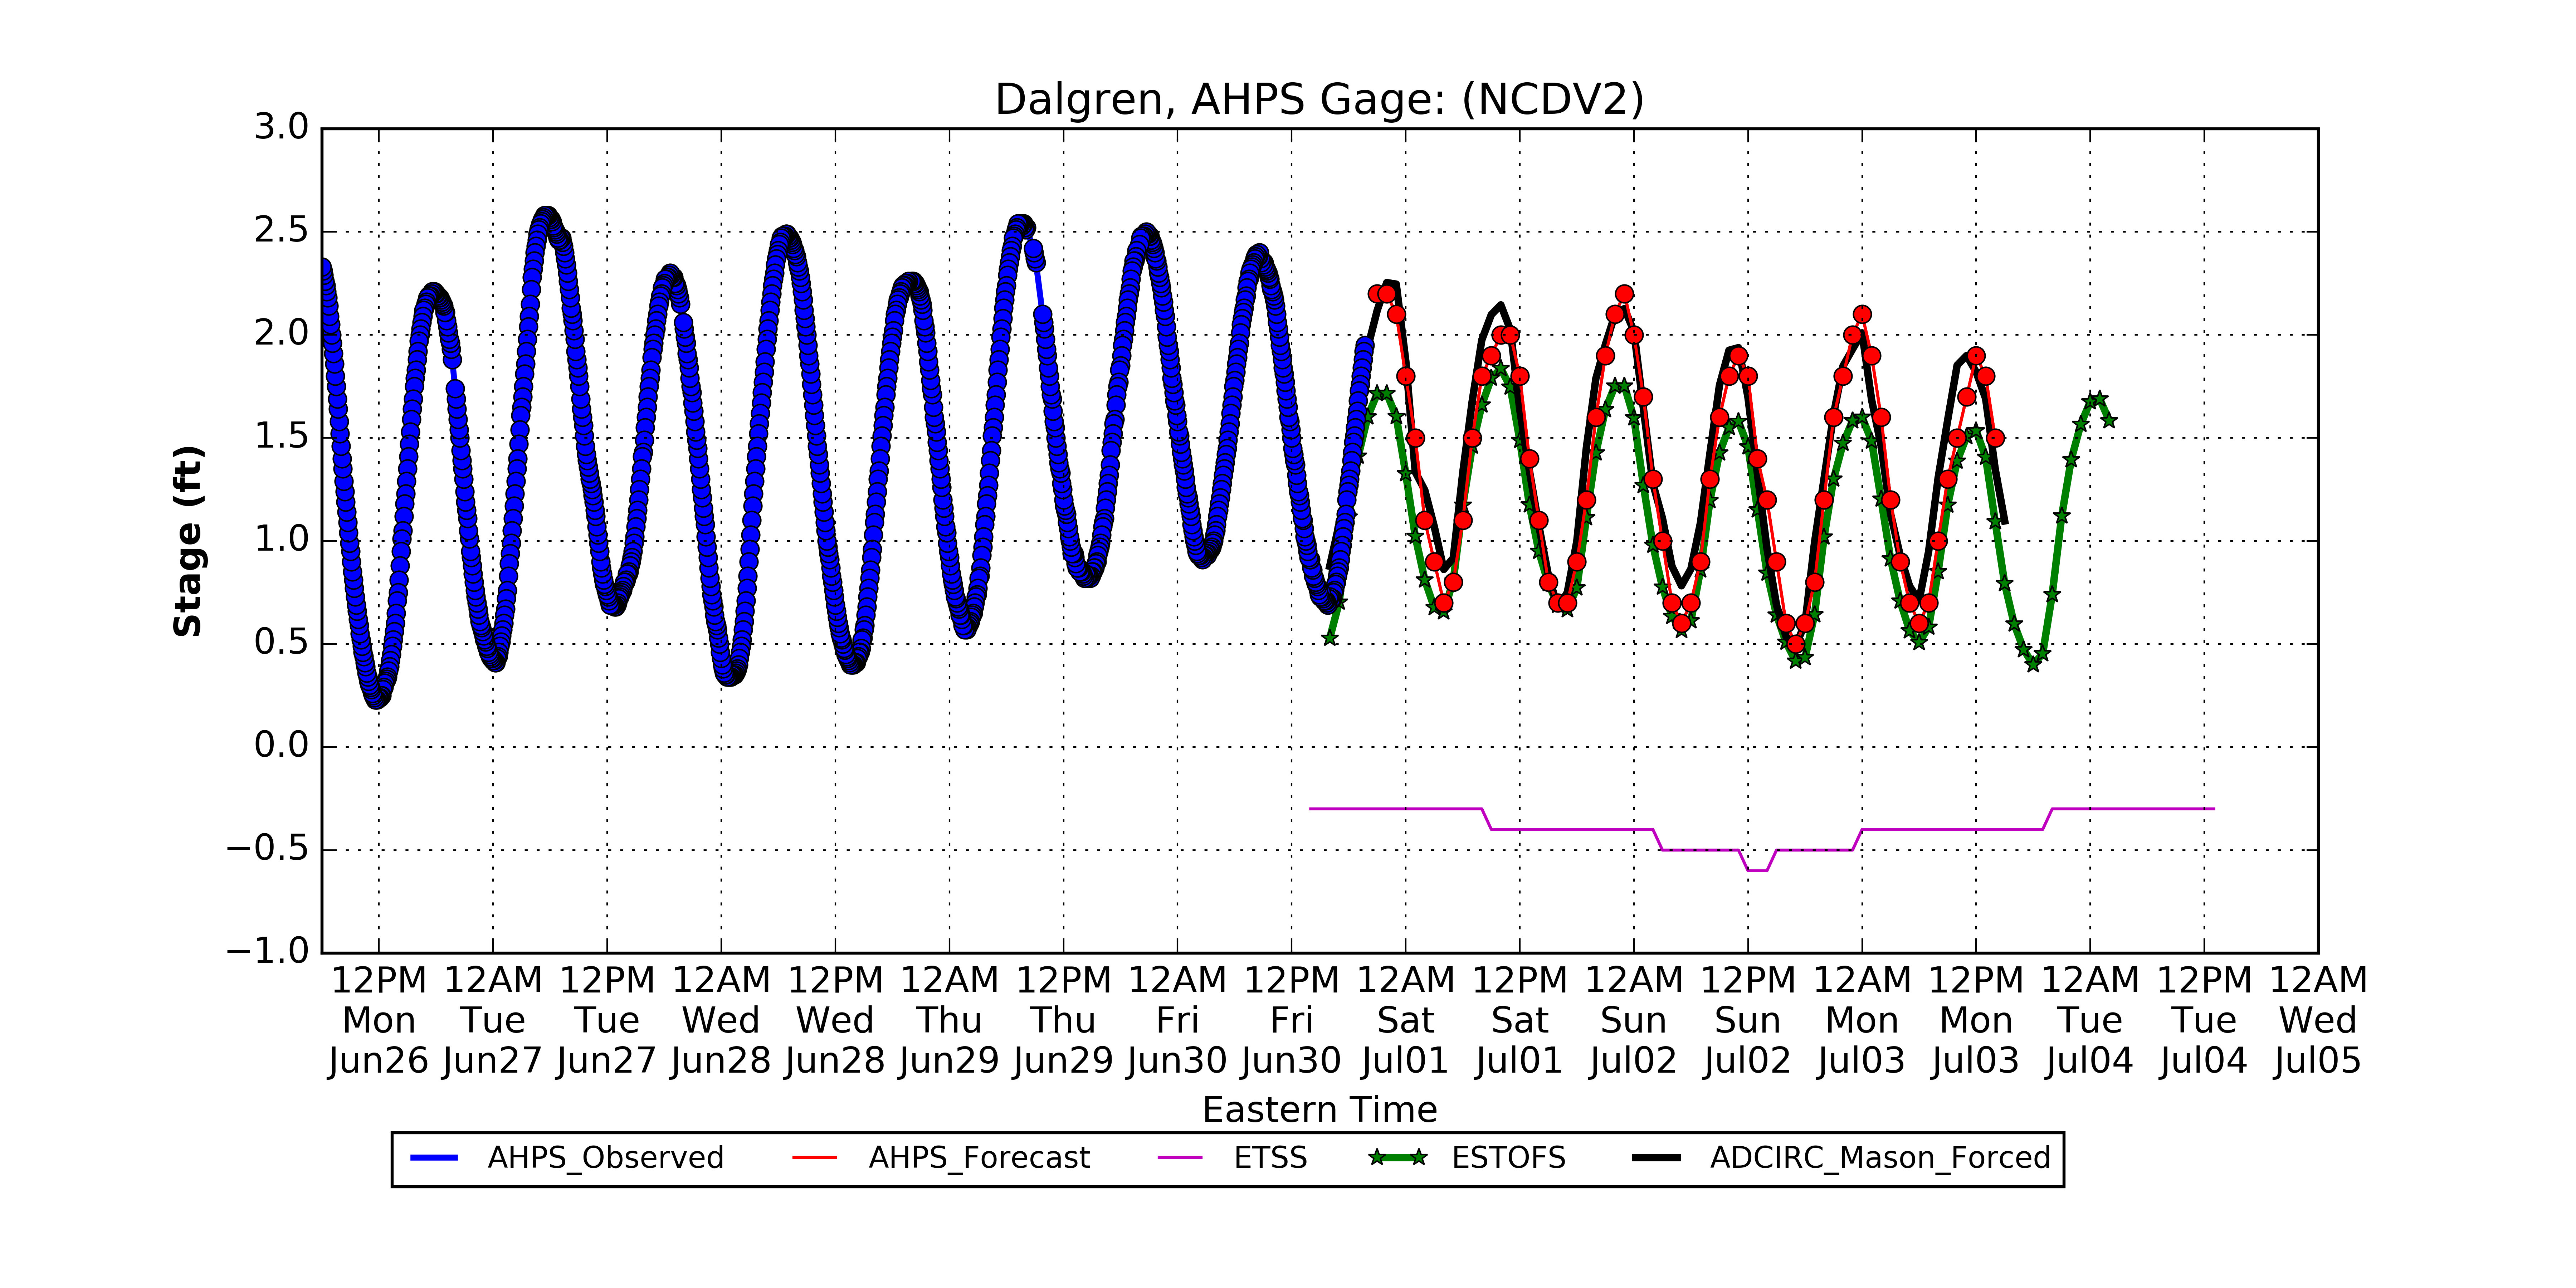 Dalgren, AHPS Gage: (NCDV2)
Stage (ft)
3.0
2.5
2.0
1.5
1.0
0.5
0.0
−0.5
−1.0
12PM 12AM 12PM 12AM 12PM 12AM 12PM 12AM 12PM 12AM 12PM 12AM 12PM 12AM 12PM 12AM 12PM 12AM
Mon Tue Tue Wed Wed Thu Thu Fri Fri Sat Sat Sun Sun Mon Mon Tue Tue Wed
Jun26 Jun27 Jun27 Jun28 Jun28 Jun29 Jun29 Jun30 Jun30 Jul01 Jul01 Jul02 Jul02 Jul03 Jul03 Jul04 Jul04 Jul05
Eastern Time
AHPS_Observed AHPS_Forecast ETSS ESTOFS ADCIRC_Mason_Forced